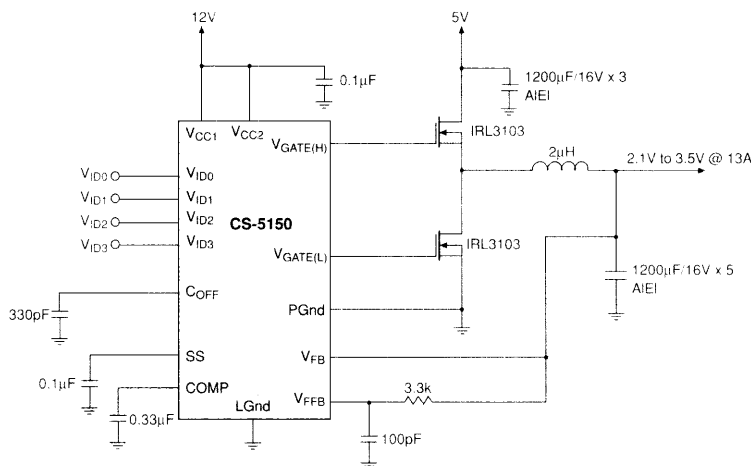 12V
5V
0.1µF
1200µF/16V x 3
AIEI
VCC1
VCC2
VGATE(H)
IRL3103
2µH
2.1V to 3.5V @ 13A
VID0
VID0
VID1
VID1
VID2
VID2
VID3
VID3
CS-5150
VGATE(L)
IRL3103
1200µF/16V x 5
AIEI
COFF
330pF
PGnd
SS
VFB
0.1µF
COMP
3.3k
VFFB
0.33µF
LGnd
100pF